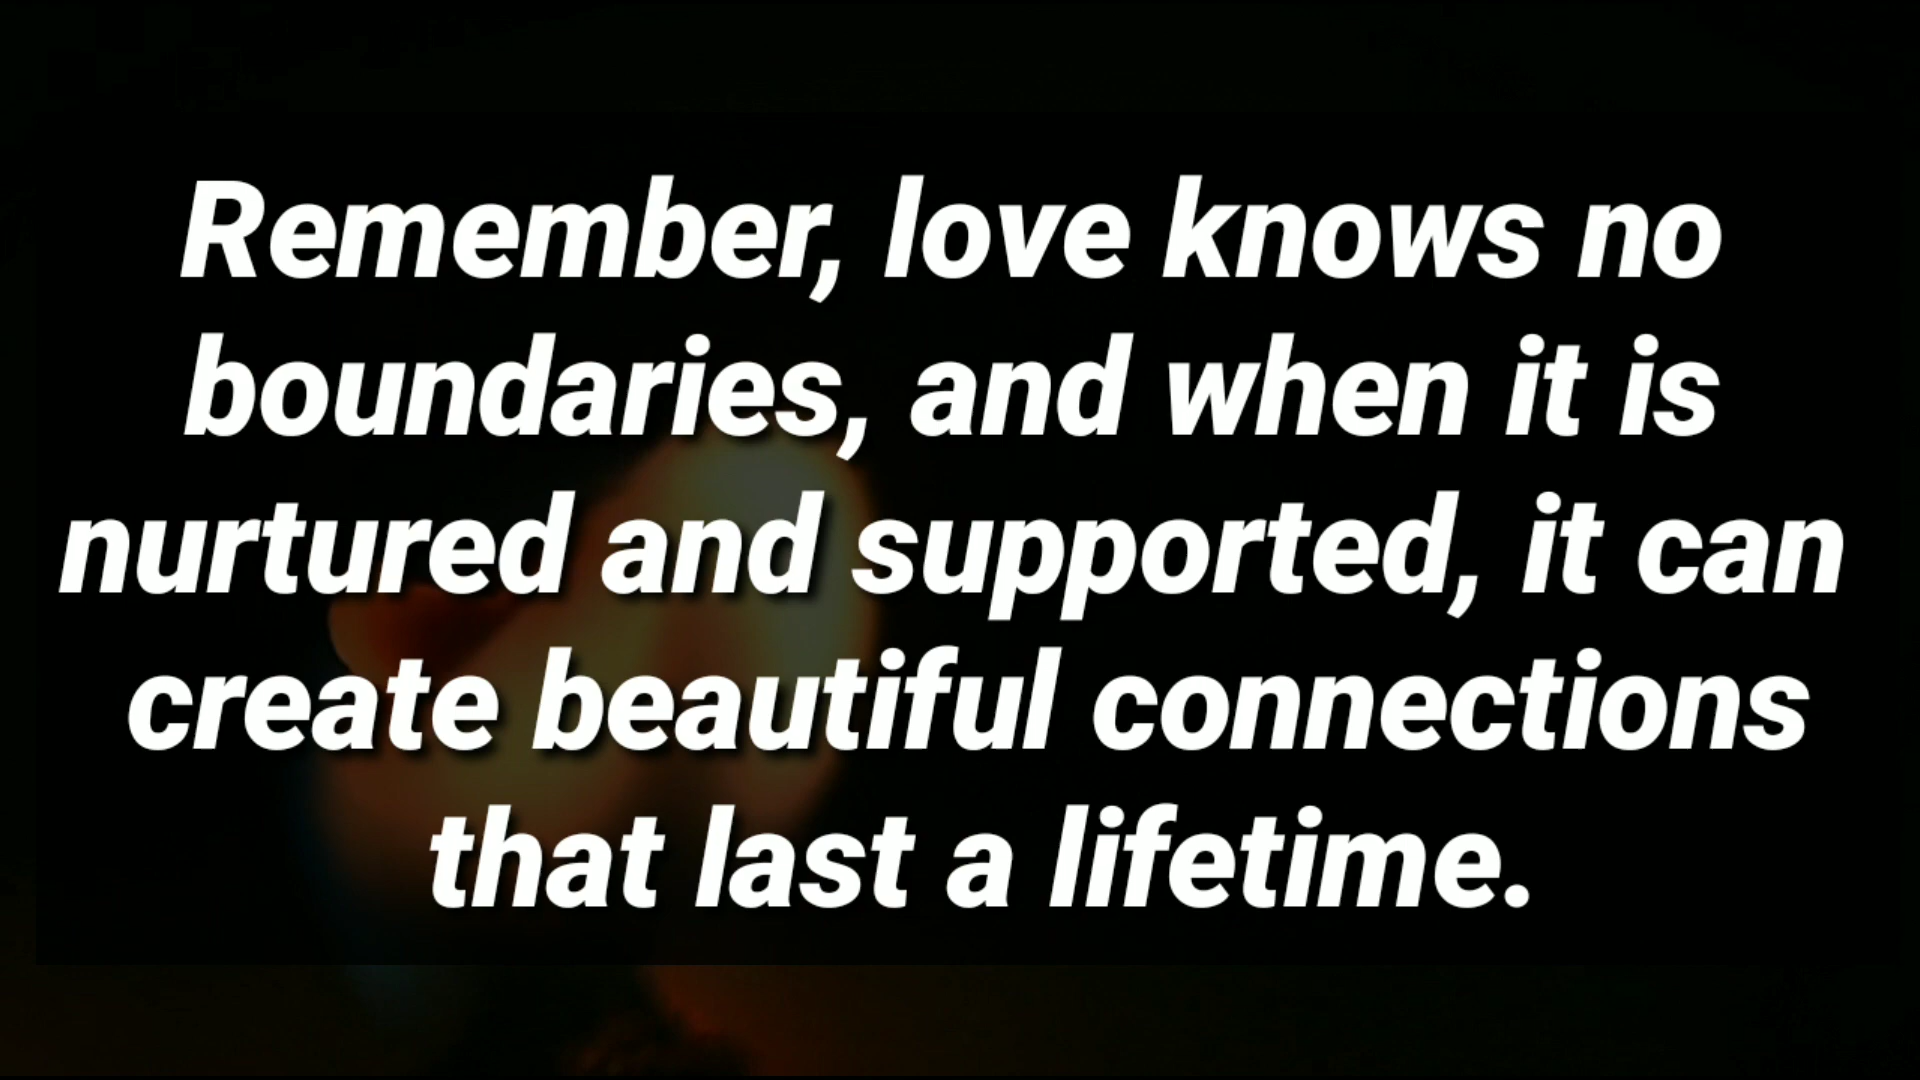 Remember, love knows no
boundaries, and when it is
nurtured and supported, it can
create beautiful connections
that last a lifetime.